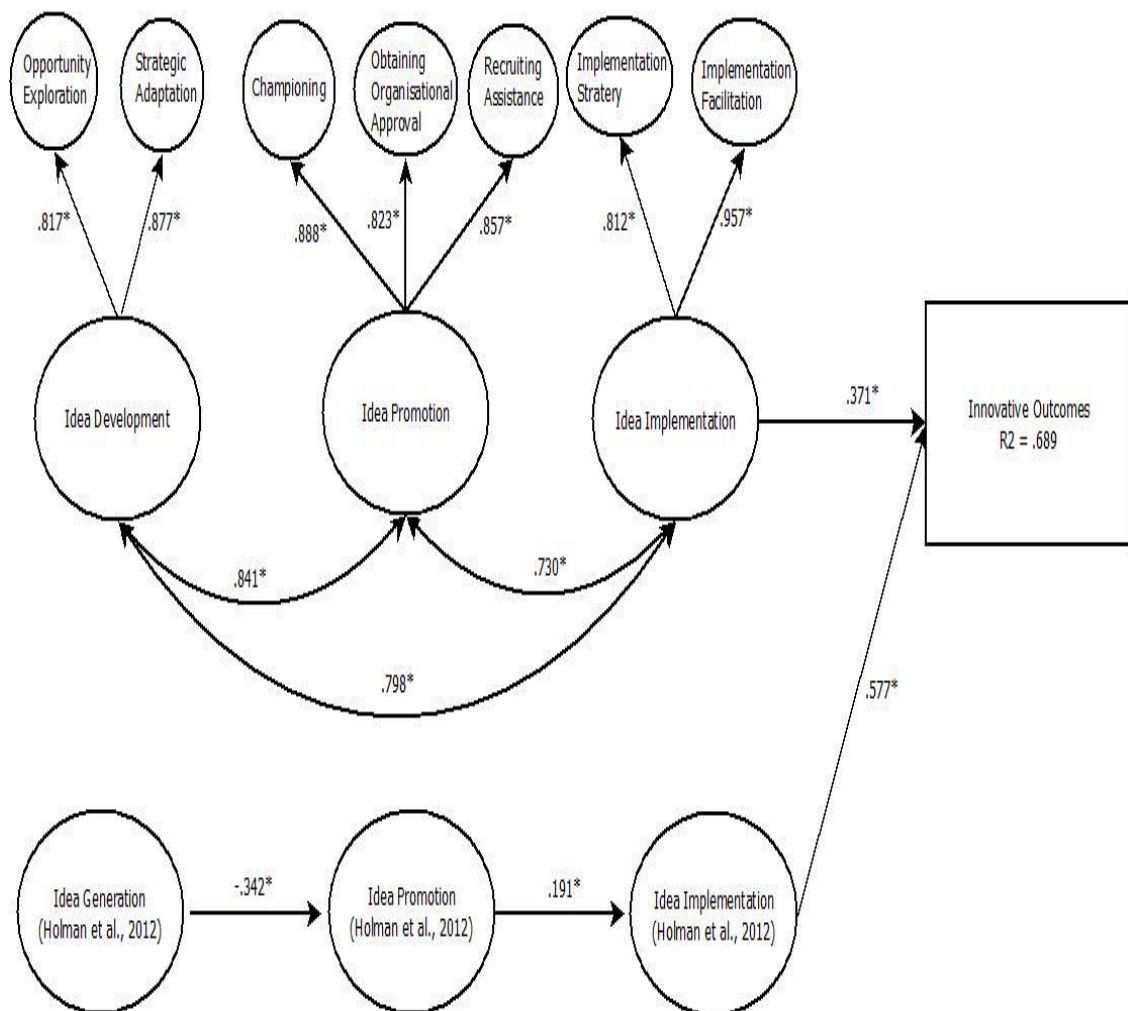 Opportunity
Exploration
Strategic
Adaptation
Championing
Obtaining
Organisational
Approval
Recruiting
Assistance
Implementation
Stratery
Implementation
Facilitation
.817*
.877*
.888*
.823*
.857*
.812*
.957*
Idea Development
Idea Promotion
Idea Implementation
.371*
Innovative Outcomes
R2 = .689
.841*
.730*
.798*
.577*
Idea Generation
(Holman et al., 2012)
-.342*
Idea Promotion
(Holman et al., 2012)
.191*
Idea Implementation
(Holman et al., 2012)